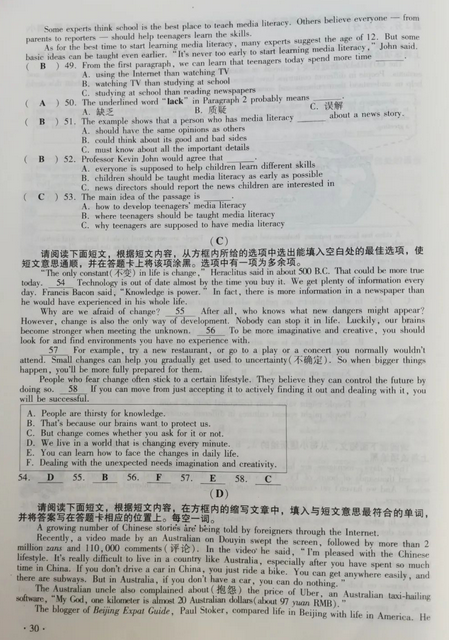 Some experts think school is the best place to teach media literacy. Others believe everyone — from
parents to reporters — should help teenagers learn the skills.
As for the best time to start learning media literacy, many experts suggest the age of 12. But some
basic ideas can be taught even earlier. "It's never too early to start learning media literacy," John said.
( B ) 49. From the first paragraph, we can learn that teenagers today spend more time ______.
A. using the Internet than watching TV
B. watching TV than studying at school
C. studying at school than reading newspapers
( A ) 50. The underlined word "lack" in Paragraph 2 probably means ______.
A. 缺乏 B. 质疑 C. 误解
( B ) 51. The example shows that a person who has media literacy ______ about a news story.
A. should have the same opinions as others
B. could think about its good and bad sides
C. must know about all the important details
( B ) 52. Professor Kevin John would agree that ______.
A. everyone is supposed to help children learn different skills
B. children should be taught media literacy as early as possible
C. news directors should report the news children are interested in
( C ) 53. The main idea of the passage is ______.
A. how to develop teenagers' media literacy
B. where teenagers should be taught media literacy
C. why teenagers are supposed to have media literacy
(C)
请阅读下面短文，根据短文内容，从方框内所给的选项中选出能填入空白处的最佳选项，使
短文意思通顺，并在答题卡上将该项涂黑。选项中有一项为多余项。
"The only constant(不变) in life is change," Heraclitus said in about 500 B.C. That could be more true
today. 54 Technology is out of date almost by the time you buy it. We get plenty of information every
day. Francis Bacon said, "Knowledge is power." In fact, there is more information in a newspaper than
he would have experienced in his whole life.
Why are we afraid of change? 55 After all, who knows what new dangers might appear?
However, change is also the only way of development. Nobody can stop it in life. Luckily, our brains
become stronger when meeting the unknown. 56 To be more imaginative and creative, you should
look for and find environments you have no experience with.
57 For example, try a new restaurant, or go to a play or a concert you normally wouldn't
attend. Small changes can help you gradually get used to uncertainty(不确定). So when bigger things
happen, you'll be more fully prepared for them.
People who fear change often stick to a certain lifestyle. They believe they can control the future by
doing so. 58 If you can move from just accepting it to actively finding it out and dealing with it, you
will be successful.
A. People are thirsty for knowledge.
B. That's because our brains want to protect us.
C. But change comes whether you ask for it or not.
D. We live in a world that is changing every minute.
E. You can learn how to face the changes in daily life.
F. Dealing with the unexpected needs imagination and creativity.
54. D 55. B 56. F 57. E 58. C
(D)
请阅读下面短文，根据短文内容，在方框内的缩写文章中，填入与短文意思最符合的单词，
并将答案写在答题卡相应的位置上。每空一词。
A growing number of Chinese stories are being told by foreigners through the Internet.
Recently, a video made by an Australian on Douyin swept the screen, followed by more than 2
million zans and 110,000 comments (评论). In the video he said, "I'm pleased with the Chinese
lifestyle. It's really difficult to live in a country like Australia, especially after you have spent so much
time in China. If you don't drive a car in China, you just ride a bike. You can get anywhere easily, and
there are subways. But in Australia, if you don't have a car, you can do nothing."
The Australian uncle also complained about(抱怨) the price of Uber, an Australian taxi-hailing
software, "My God, one kilometer is almost 20 Australian dollars(about 97 yuan RMB)."
The blogger of Beijing Expat Guide, Paul Stoker, compared life in Beijing with life in America. He
· 30 ·